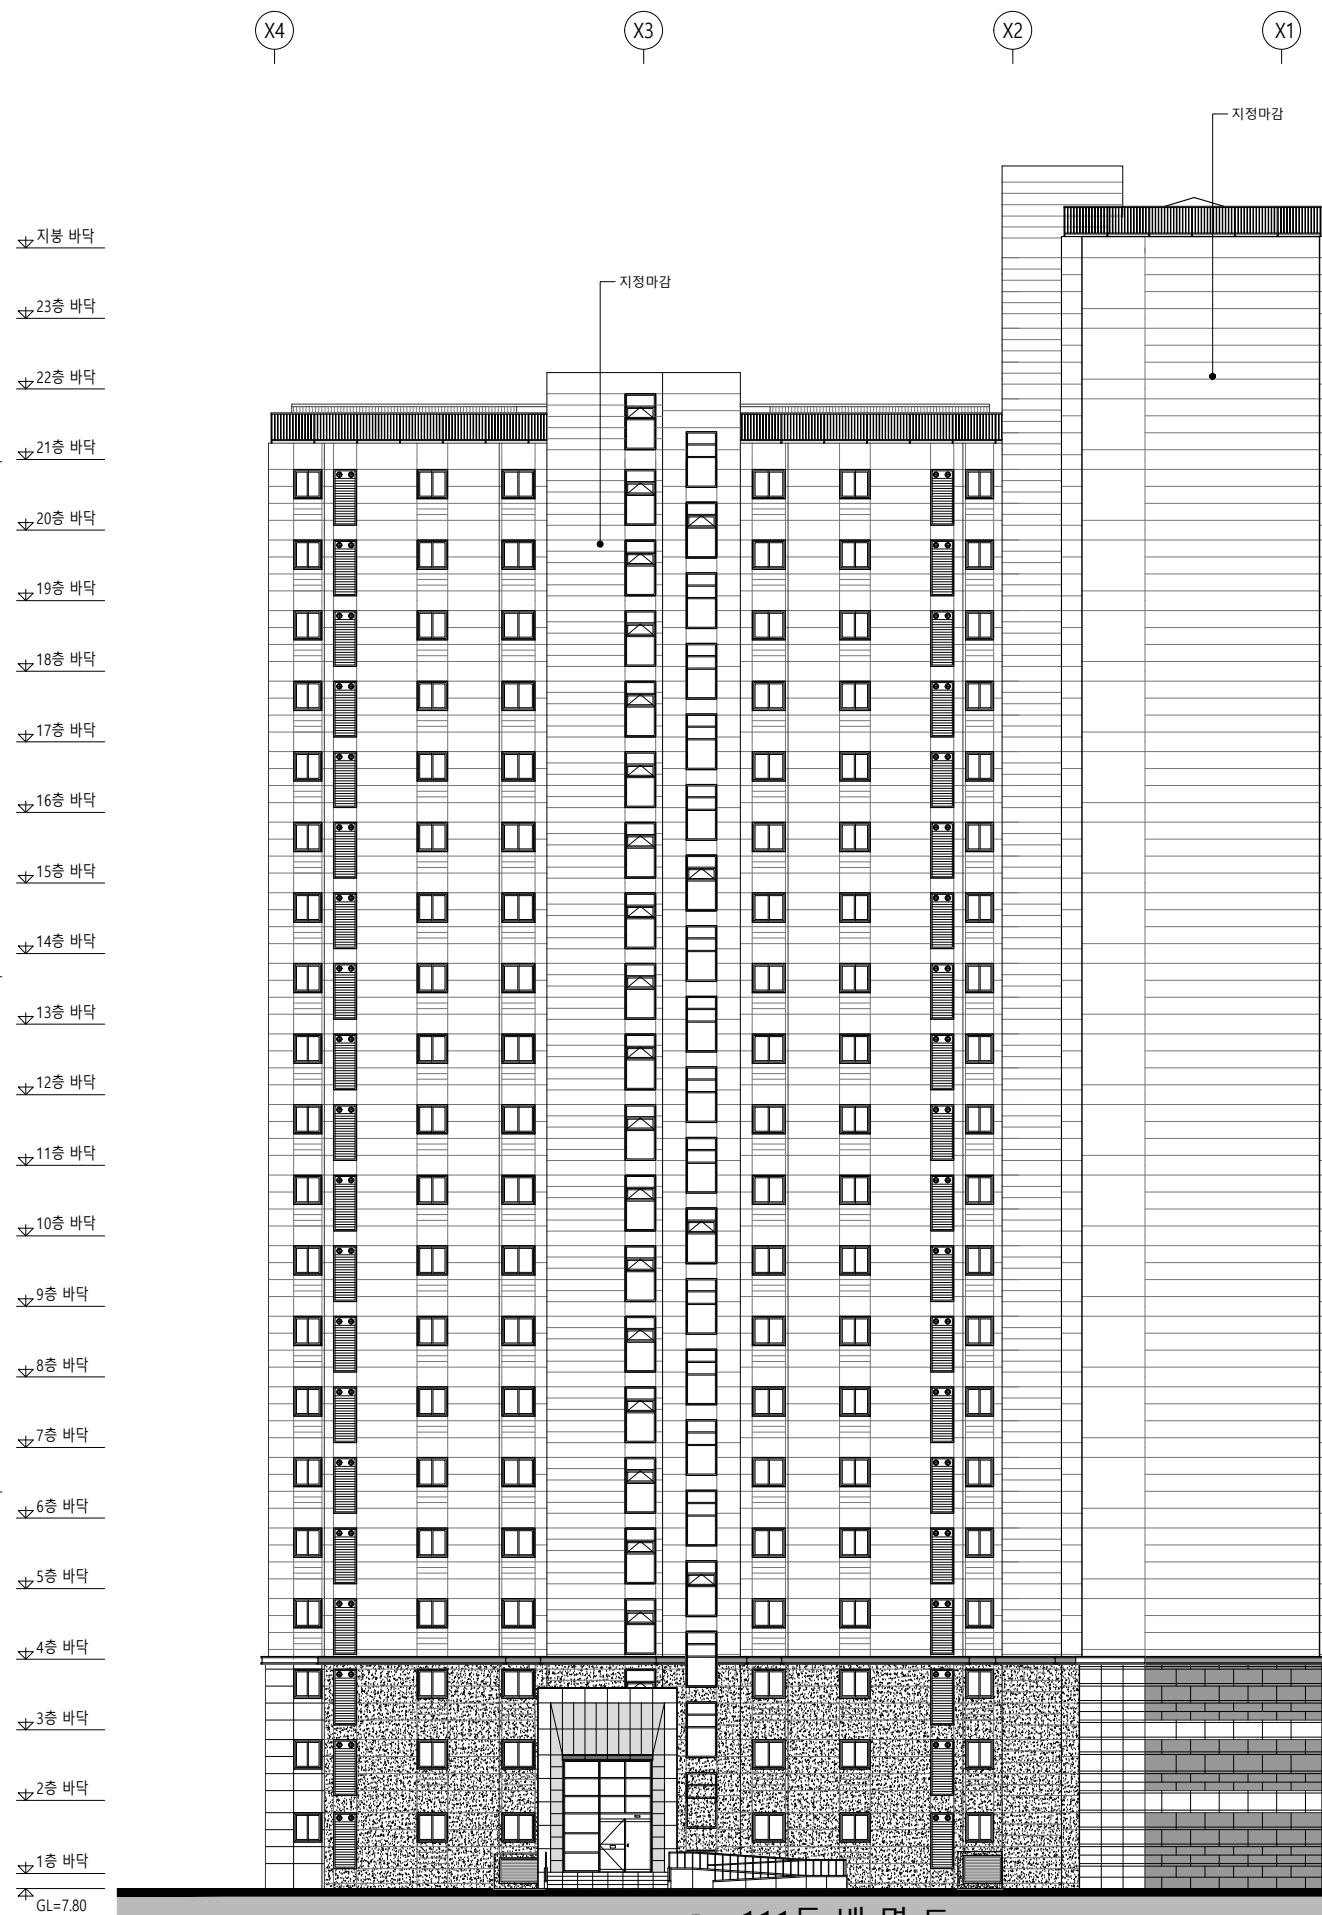 X4
X3
X2
X1
지정마감
지정마감
지붕 바닥
23층 바닥
22층 바닥
21층 바닥
20층 바닥
19층 바닥
18층 바닥
17층 바닥
16층 바닥
15층 바닥
14층 바닥
13층 바닥
12층 바닥
11층 바닥
10층 바닥
9층 바닥
8층 바닥
7층 바닥
6층 바닥
5층 바닥
4층 바닥
3층 바닥
2층 바닥
1층 바닥
GL=7.80